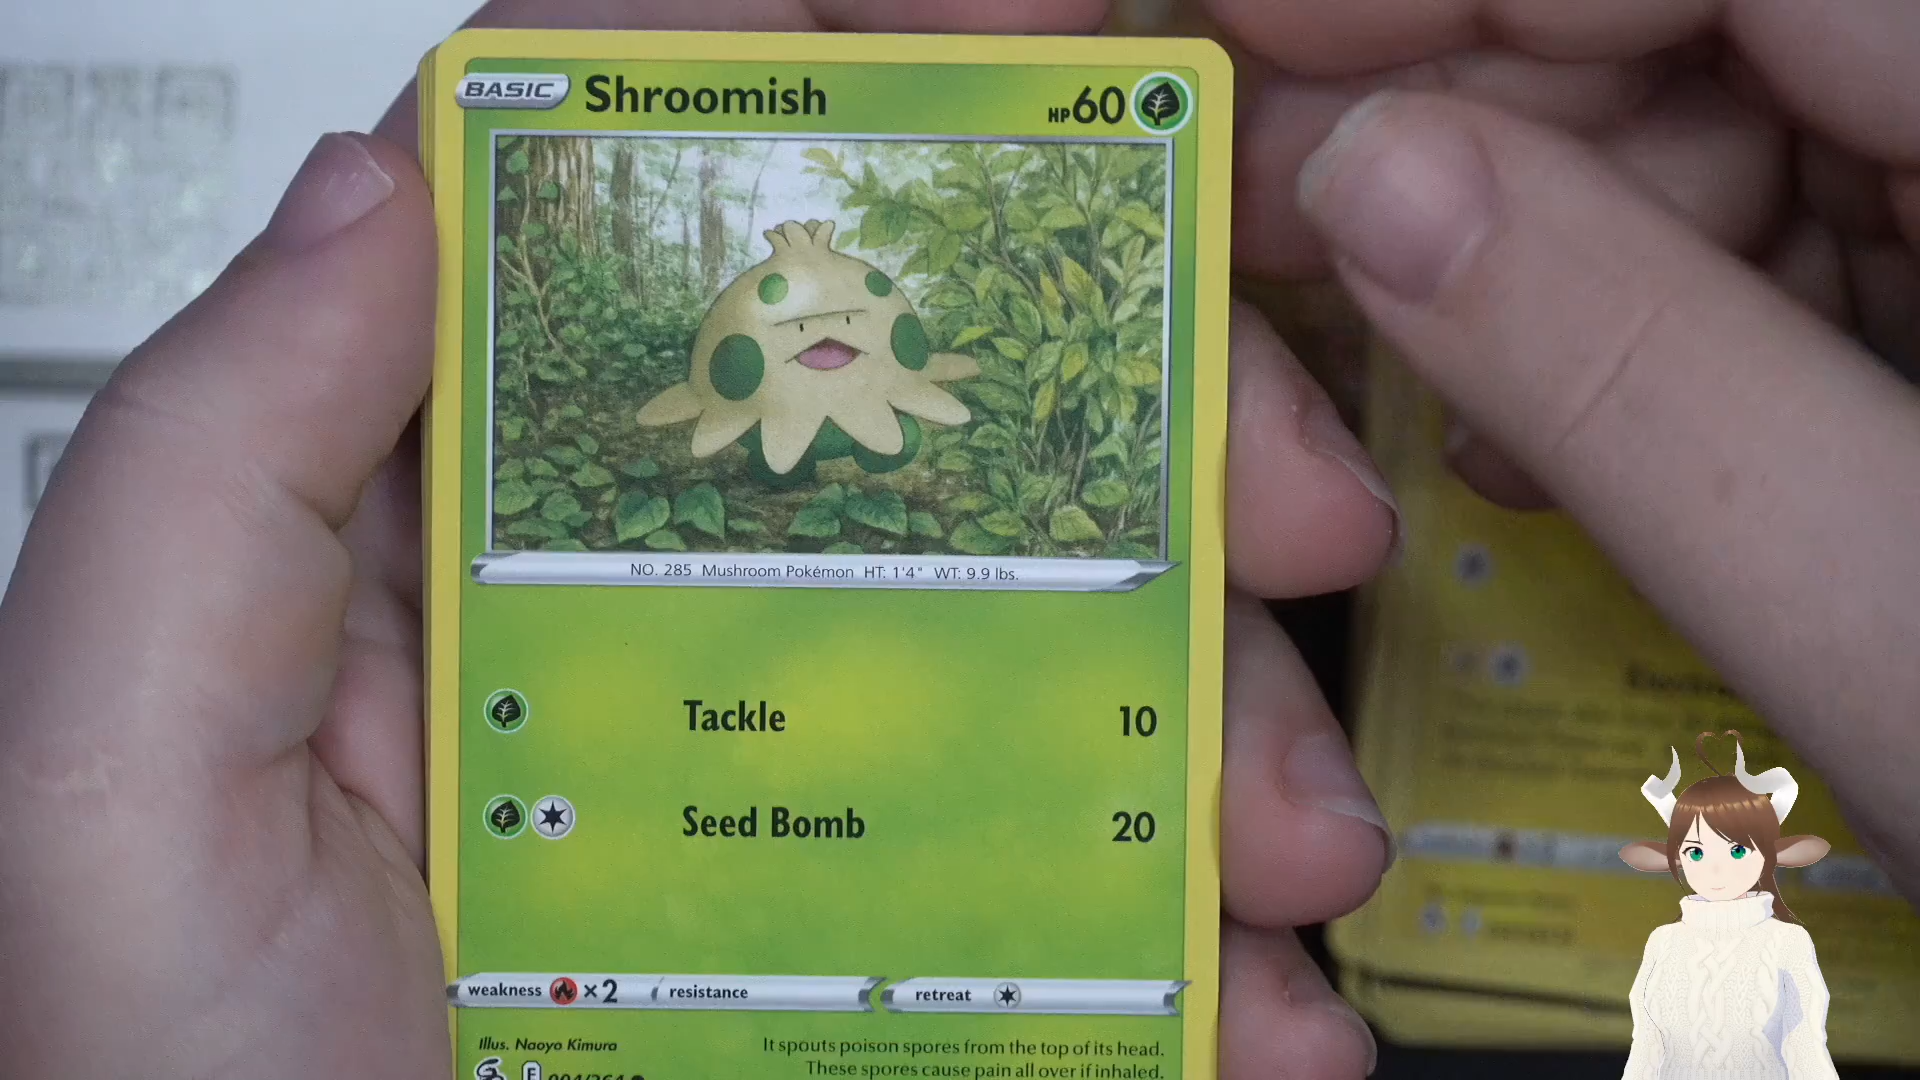 BASIC Shroomish HP60
NO. 285 Mushroom Pokémon HT: 1'4" WT: 9.9 lbs.
Tackle 10
Seed Bomb 20
weakness ×2 resistance retreat
Illus. Naoyo Kimura
It spouts poison spores from the top of its head.
These spores cause pain all over if inhaled.
E 004/264